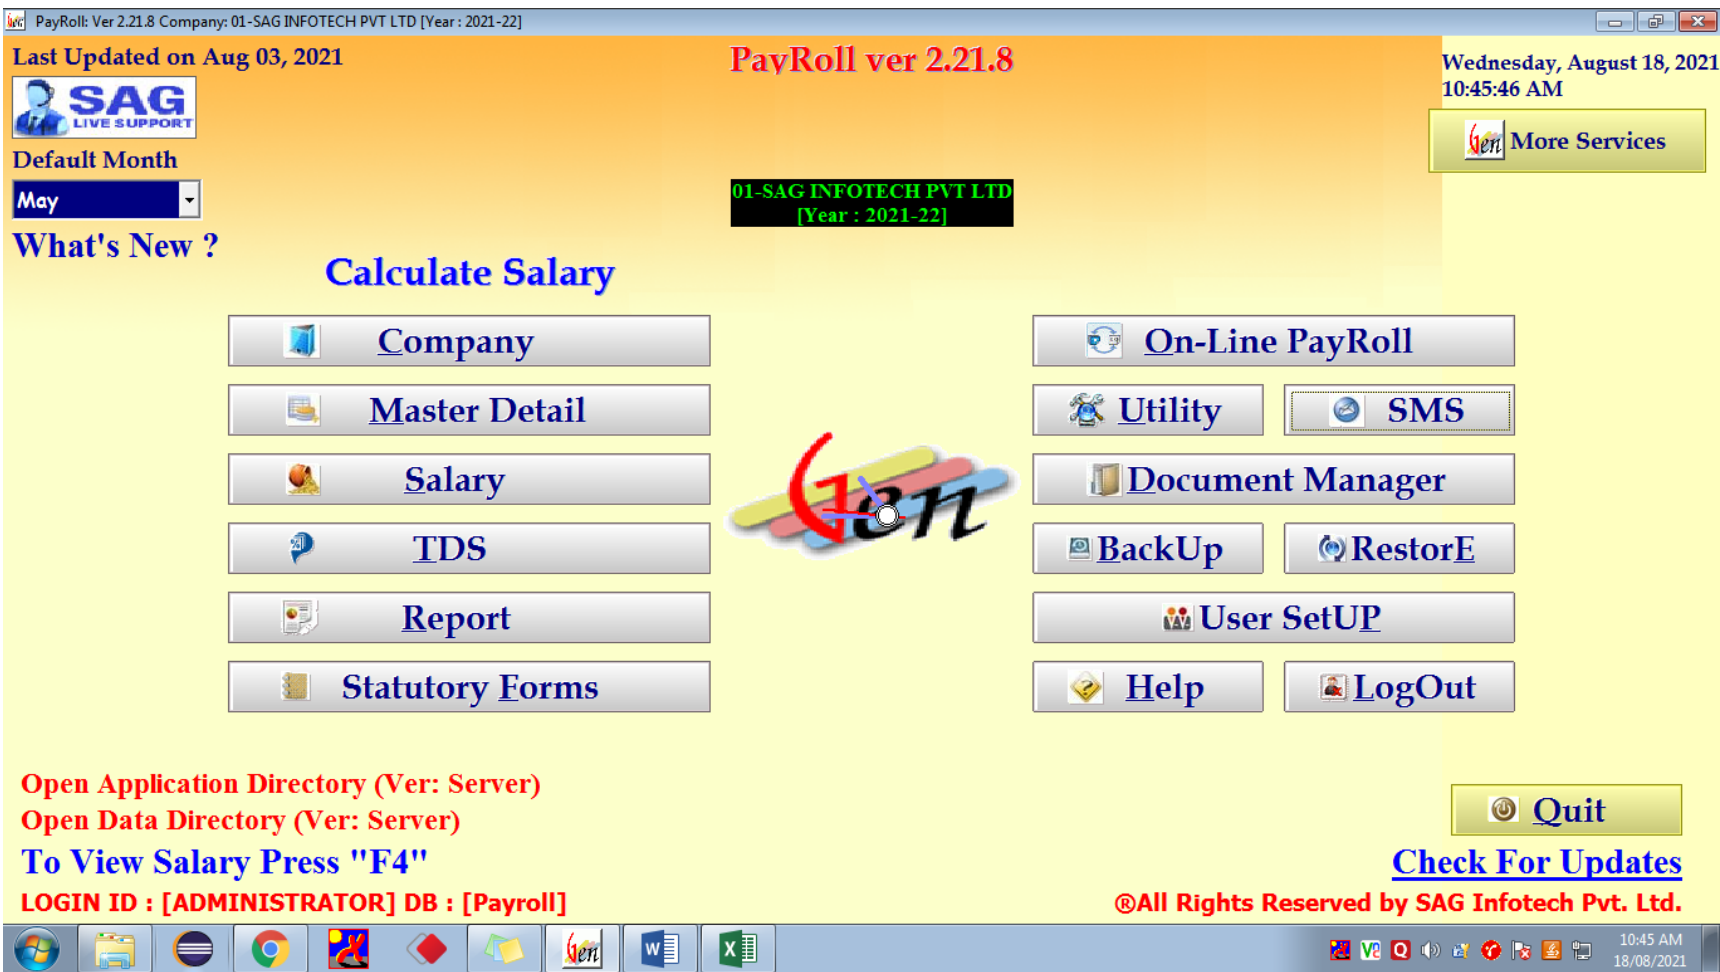 PayRoll: Ver 2.21.8 Company: 01-SAG INFOTECH PVT LTD [Year : 2021-22]
Last Updated on Aug 03, 2021
PayRoll ver 2.21.8
Wednesday, August 18, 2021
10:45:46 AM
SAG
LIVE SUPPORT
Gen More Services
Default Month
May
01-SAG INFOTECH PVT LTD
[Year : 2021-22]
What's New ?
Calculate Salary
Company
On-Line PayRoll
Master Detail
Utility
SMS
Salary
Document Manager
Gen
TDS
BackUp
RestorE
Report
User SetUP
Statutory Forms
Help
LogOut
Open Application Directory (Ver: Server)
Open Data Directory (Ver: Server)
Quit
To View Salary Press "F4"
Check For Updates
LOGIN ID : [ADMINISTRATOR] DB : [Payroll]
®All Rights Reserved by SAG Infotech Pvt. Ltd.
Gen
10:45 AM
18/08/2021